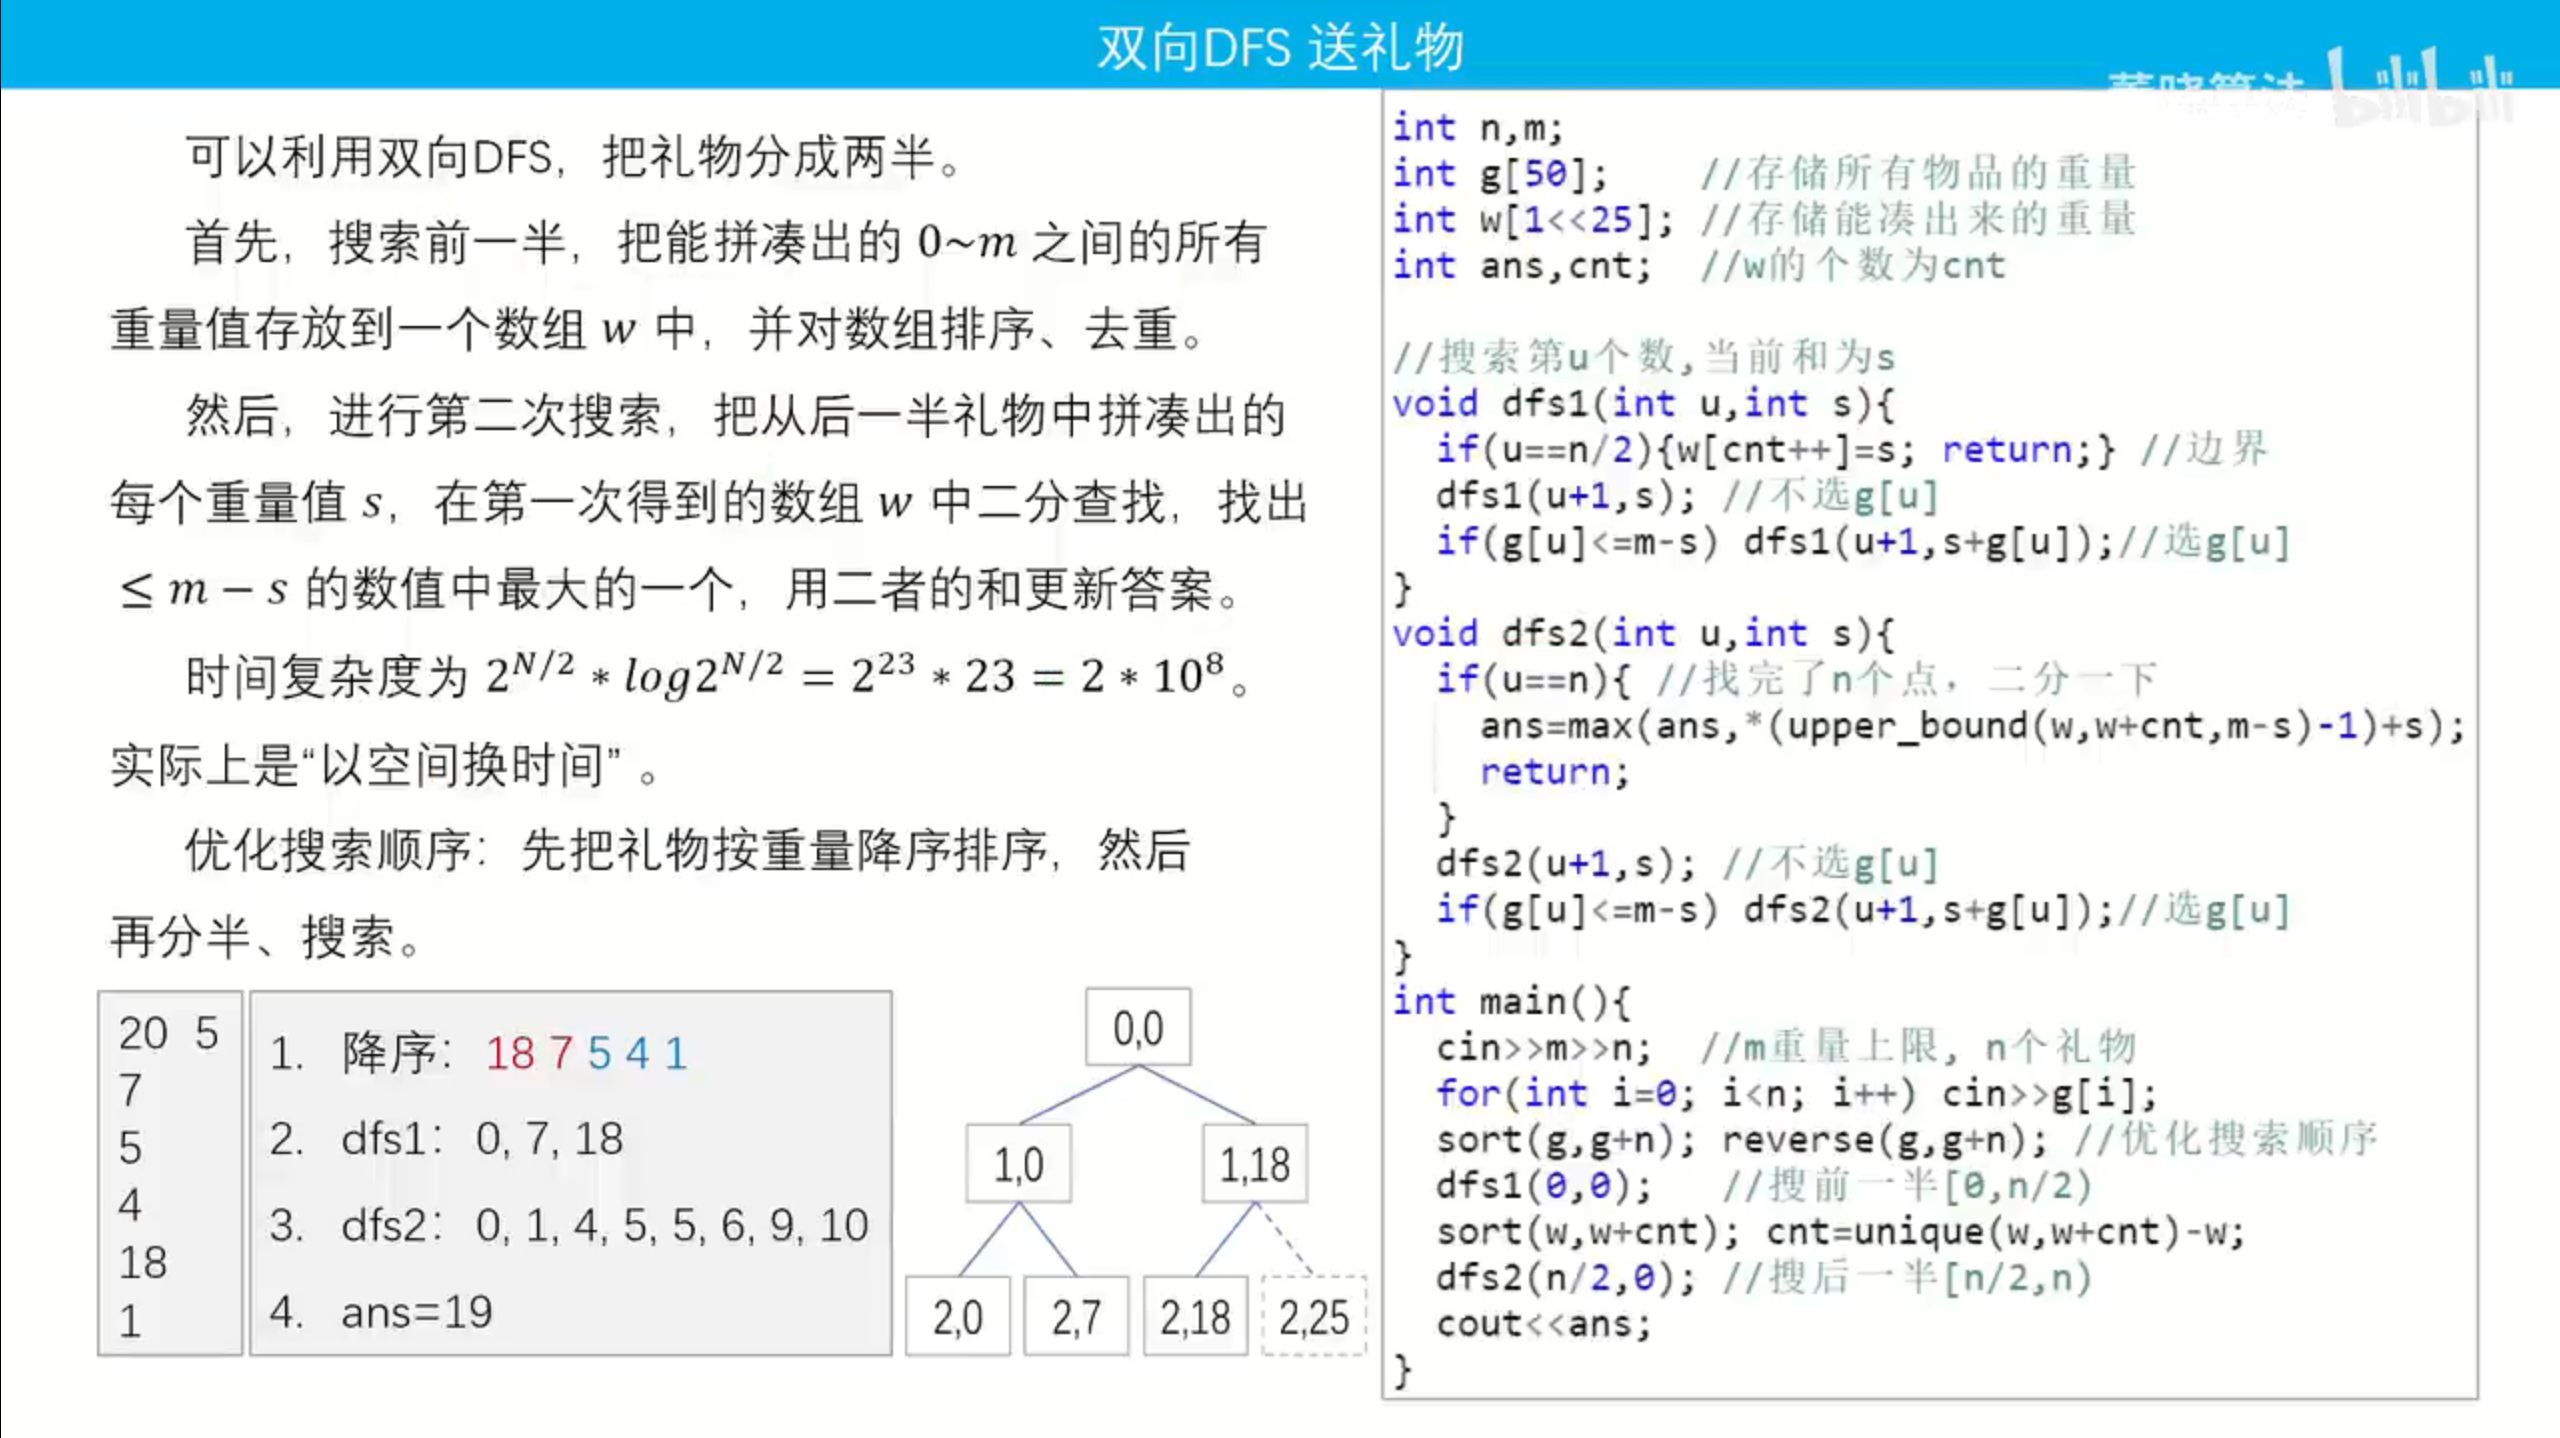 双向DFS 送礼物
bilibili
可以利用双向DFS，把礼物分成两半。
首先，搜索前一半，把能拼凑出的 0~m 之间的所有
重量值存放到一个数组 w 中，并对数组排序、去重。
然后，进行第二次搜索，把从后一半礼物中拼凑出的
每个重量值 s，在第一次得到的数组 w 中二分查找，找出
≤ m − s 的数值中最大的一个，用二者的和更新答案。
时间复杂度为 2^{N/2} * log2^{N/2} = 2^{23} * 23 = 2 * 10^8。
实际上是“以空间换时间” 。
优化搜索顺序：先把礼物按重量降序排序，然后
再分半、搜索。
20 5
7
5
4
18
1
1. 降序：18 7 5 4 1
2. dfs1：0, 7, 18
3. dfs2：0, 1, 4, 5, 5, 6, 9, 10
4. ans=19
0,0
1,0 1,18
2,0 2,7 2,18 2,25
int n,m;
int g[50]; //存储所有物品的重量
int w[1<<25]; //存储能凑出来的重量
int ans,cnt; //w的个数为cnt
//搜索第u个数,当前和为s
void dfs1(int u,int s){
if(u==n/2){w[cnt++]=s; return;} //边界
dfs1(u+1,s); //不选g[u]
if(g[u]<=m-s) dfs1(u+1,s+g[u]);//选g[u]
}
void dfs2(int u,int s){
if(u==n){ //找完了n个点，二分一下
ans=max(ans,*(upper_bound(w,w+cnt,m-s)-1)+s);
return;
}
dfs2(u+1,s); //不选g[u]
if(g[u]<=m-s) dfs2(u+1,s+g[u]);//选g[u]
}
int main(){
cin>>m>>n; //m重量上限, n个礼物
for(int i=0; i<n; i++) cin>>g[i];
sort(g,g+n); reverse(g,g+n); //优化搜索顺序
dfs1(0,0); //搜前一半[0,n/2)
sort(w,w+cnt); cnt=unique(w,w+cnt)-w;
dfs2(n/2,0); //搜后一半[n/2,n)
cout<<ans;
}